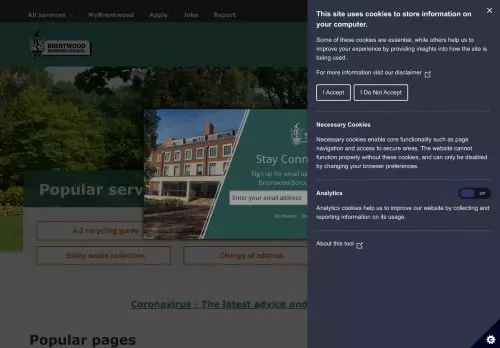 All services
MyBrentwood
Apply
Jobs
Report
BRENTWOOD
BOROUGH COUNCIL
Popular serv
A-Z recycling guide
Bulky waste collection
Change of address
Coronavirus - The latest advice and
Popular pages
Stay Conn
Sign up for email up
Brentwood Boro
Enter your email address
This site uses cookies to store information on
your computer.
Some of these cookies are essential, while others help us to
improve your experience by providing insights into how the site is
being used.
For more information visit our disclaimer
I Accept
I Do Not Accept
Necessary Cookies
Necessary cookies enable core functionality such as page
navigation and access to secure areas. The website cannot
function properly without these cookies, and can only be disabled
by changing your browser preferences.
Analytics
Off
Analytics cookies help us to improve our website by collecting and
reporting information on its usage.
About this tool